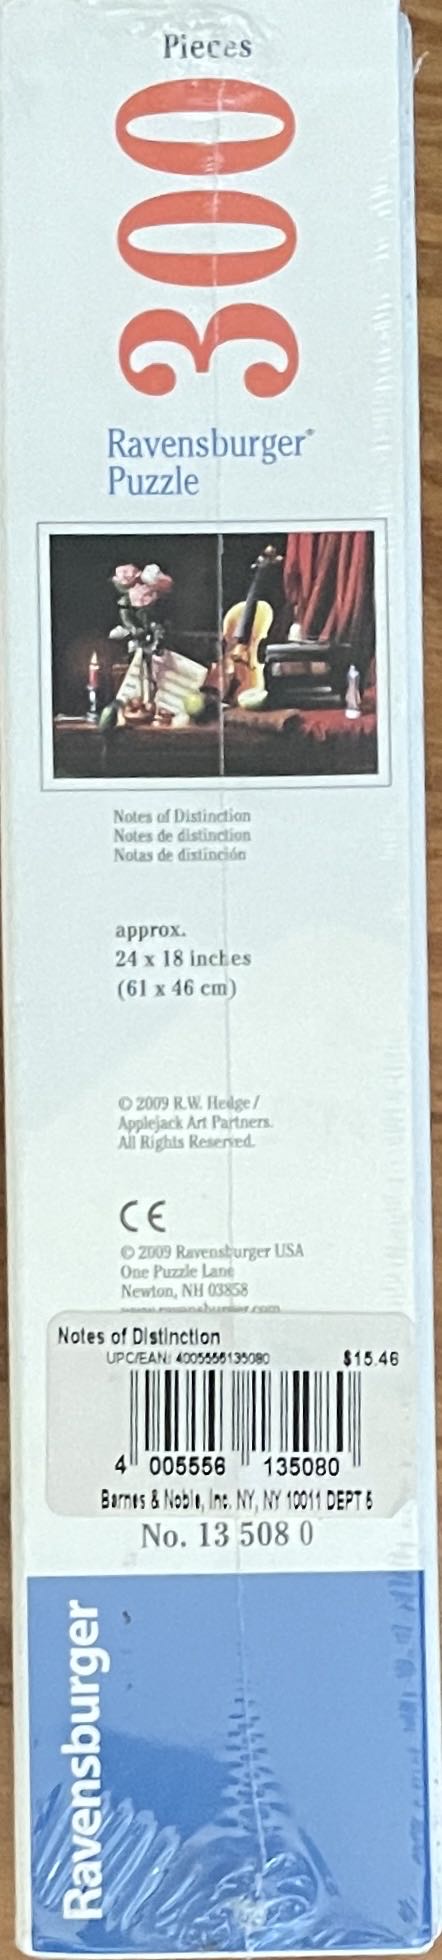 Pieces
300
Ravensburger®
Puzzle
Notes of Distinction
Notes de distinction
Notas de distinción
approx.
24 x 18 inches
(61 x 46 cm)
© 2009 R.W. Hedge /
Applejack Art Partners.
All Rights Reserved.
CE
© 2009 Ravensburger USA
One Puzzle Lane
Newton, NH 03858
www.ravensburger.com
Notes of Distinction
UPC/EAN: 4005556135080 $15.46
4 005556 135080
Barnes & Noble, Inc. NY, NY 10011 DEPT 6
No. 13 508 0
Ravensburger